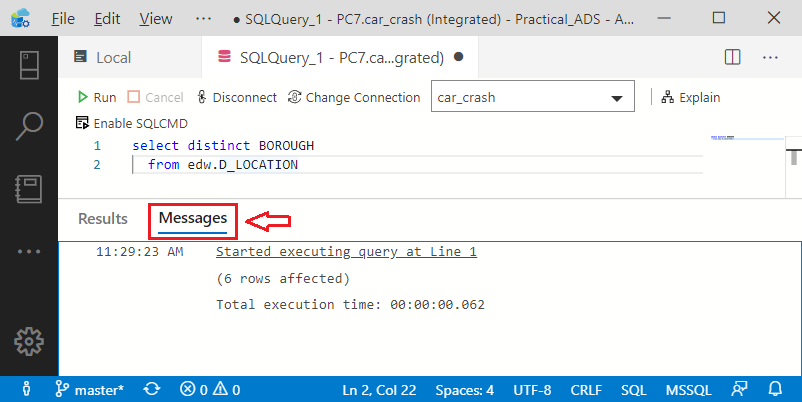 File Edit View ••• ● SQLQuery_1 - PC7.car_crash (Integrated) - Practical_ADS - A...
Local SQLQuery_1 - PC7.ca...grated) ●
Run Cancel Disconnect Change Connection car_crash Explain
Enable SQLCMD
1 select distinct BOROUGH
2 from edw.D_LOCATION
Results Messages
11:29:23 AM Started executing query at Line 1
(6 rows affected)
Total execution time: 00:00:00.062
master* 0 0 Ln 2, Col 22 Spaces: 4 UTF-8 CRLF SQL MSSQL